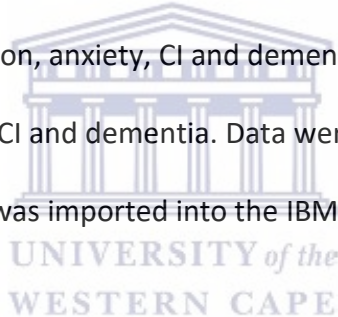 on, anxiety, CI and demen
CI and dementia. Data wer
was imported into the IBM
UNIVERSITY of the
WESTERN CAPE